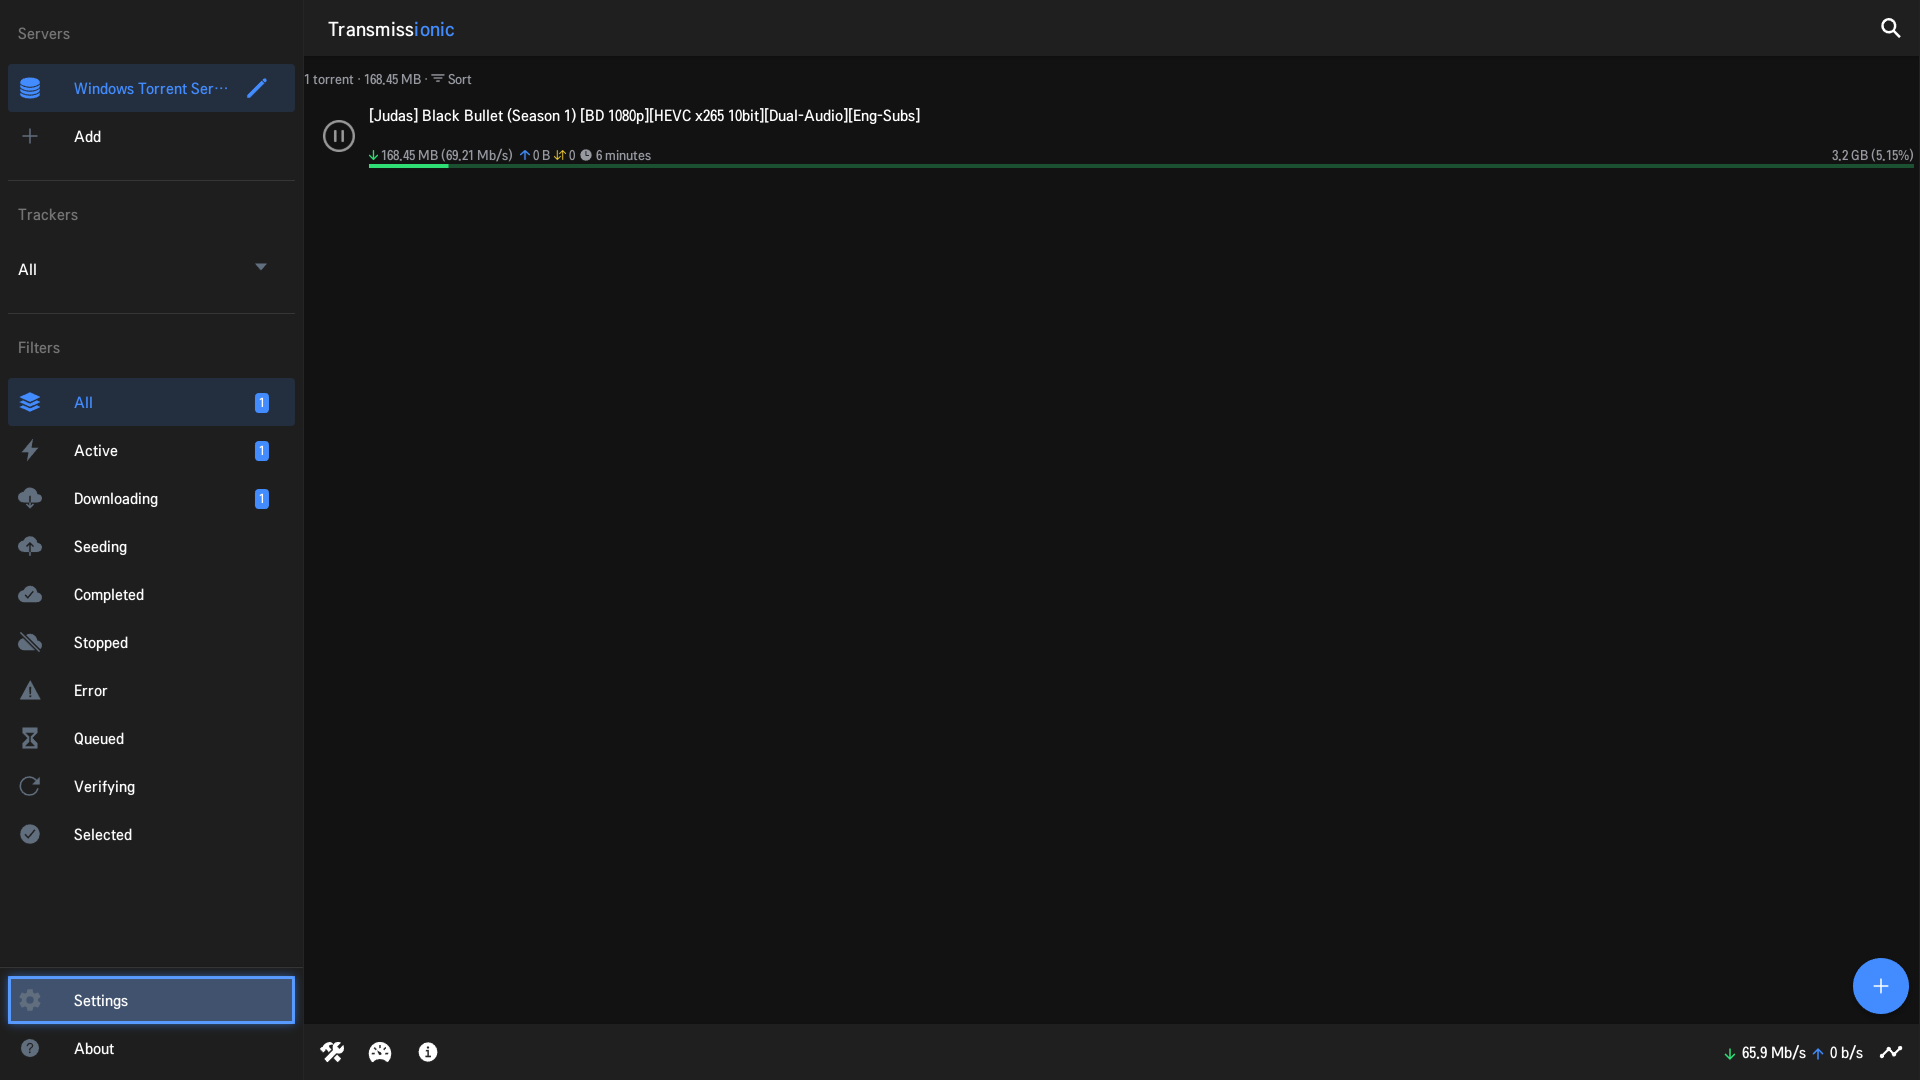 Servers
Windows Torrent Ser…
Add
Trackers
All
Filters
All 1
Active 1
Downloading 1
Seeding
Completed
Stopped
Error
Queued
Verifying
Selected
Settings
About
Transmissionic
1 torrent · 168.45 MB · Sort
[Judas] Black Bullet (Season 1) [BD 1080p][HEVC x265 10bit][Dual-Audio][Eng-Subs]
168.45 MB (69.21 Mb/s) 0 B 0 6 minutes 3.2 GB (5.15%)
65.9 Mb/s 0 b/s